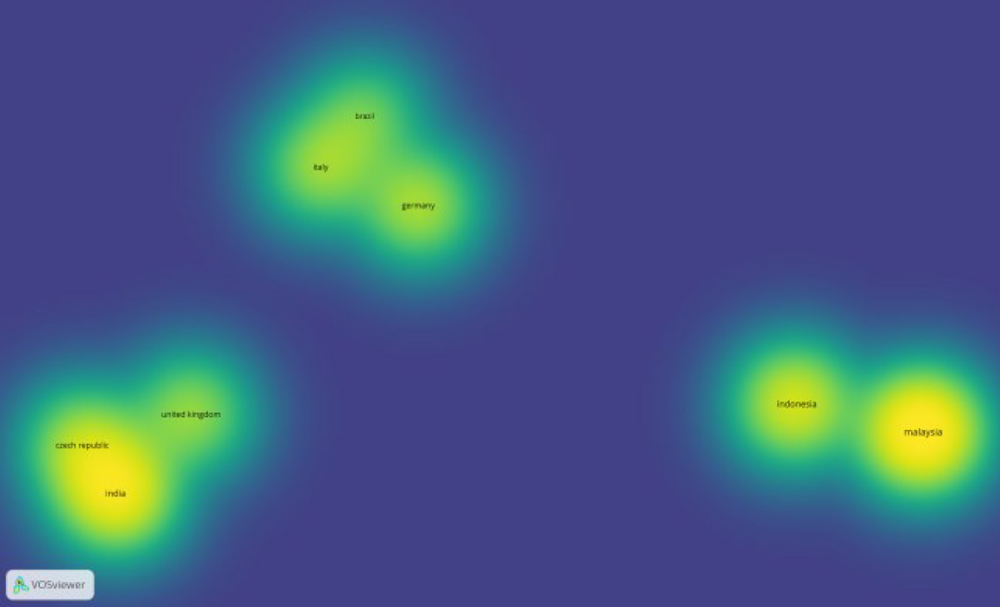 brazil
italy
germany
indonesia
united kingdom
malaysia
czech republic
india
VOSviewer